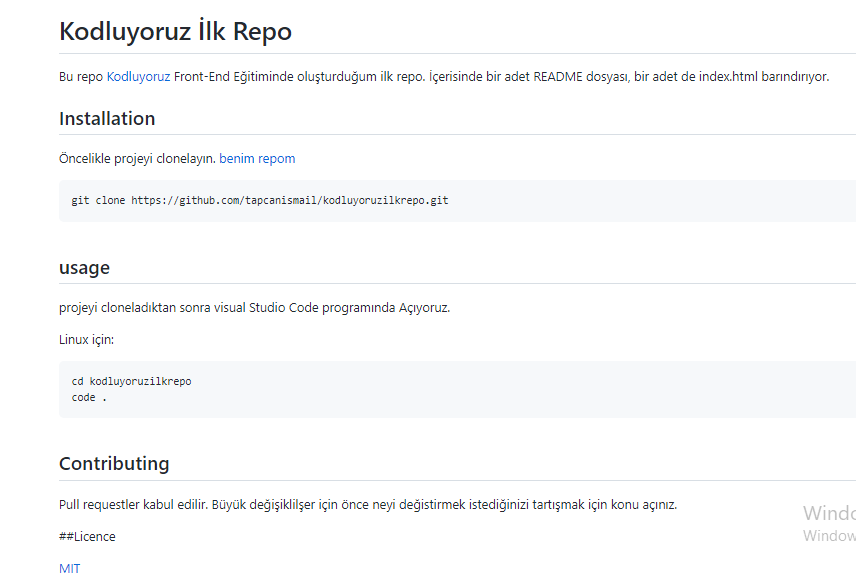 Kodluyoruz İlk Repo
Bu repo Kodluyoruz Front-End Eğitiminde oluşturduğum ilk repo. İçerisinde bir adet README dosyası, bir adet de index.html barındırıyor.
Installation
Öncelikle projeyi clonelayın. benim repom
git clone https://github.com/tapcanismail/kodluyoruzilkrepo.git
usage
projeyi cloneladıktan sonra visual Studio Code programında Açıyoruz.
Linux için:
cd kodluyoruzilkrepo
code .
Contributing
Pull requestler kabul edilir. Büyük değişiklilşer için önce neyi değistirmek istediğinizi tartışmak için konu açınız.
##Licence
MIT